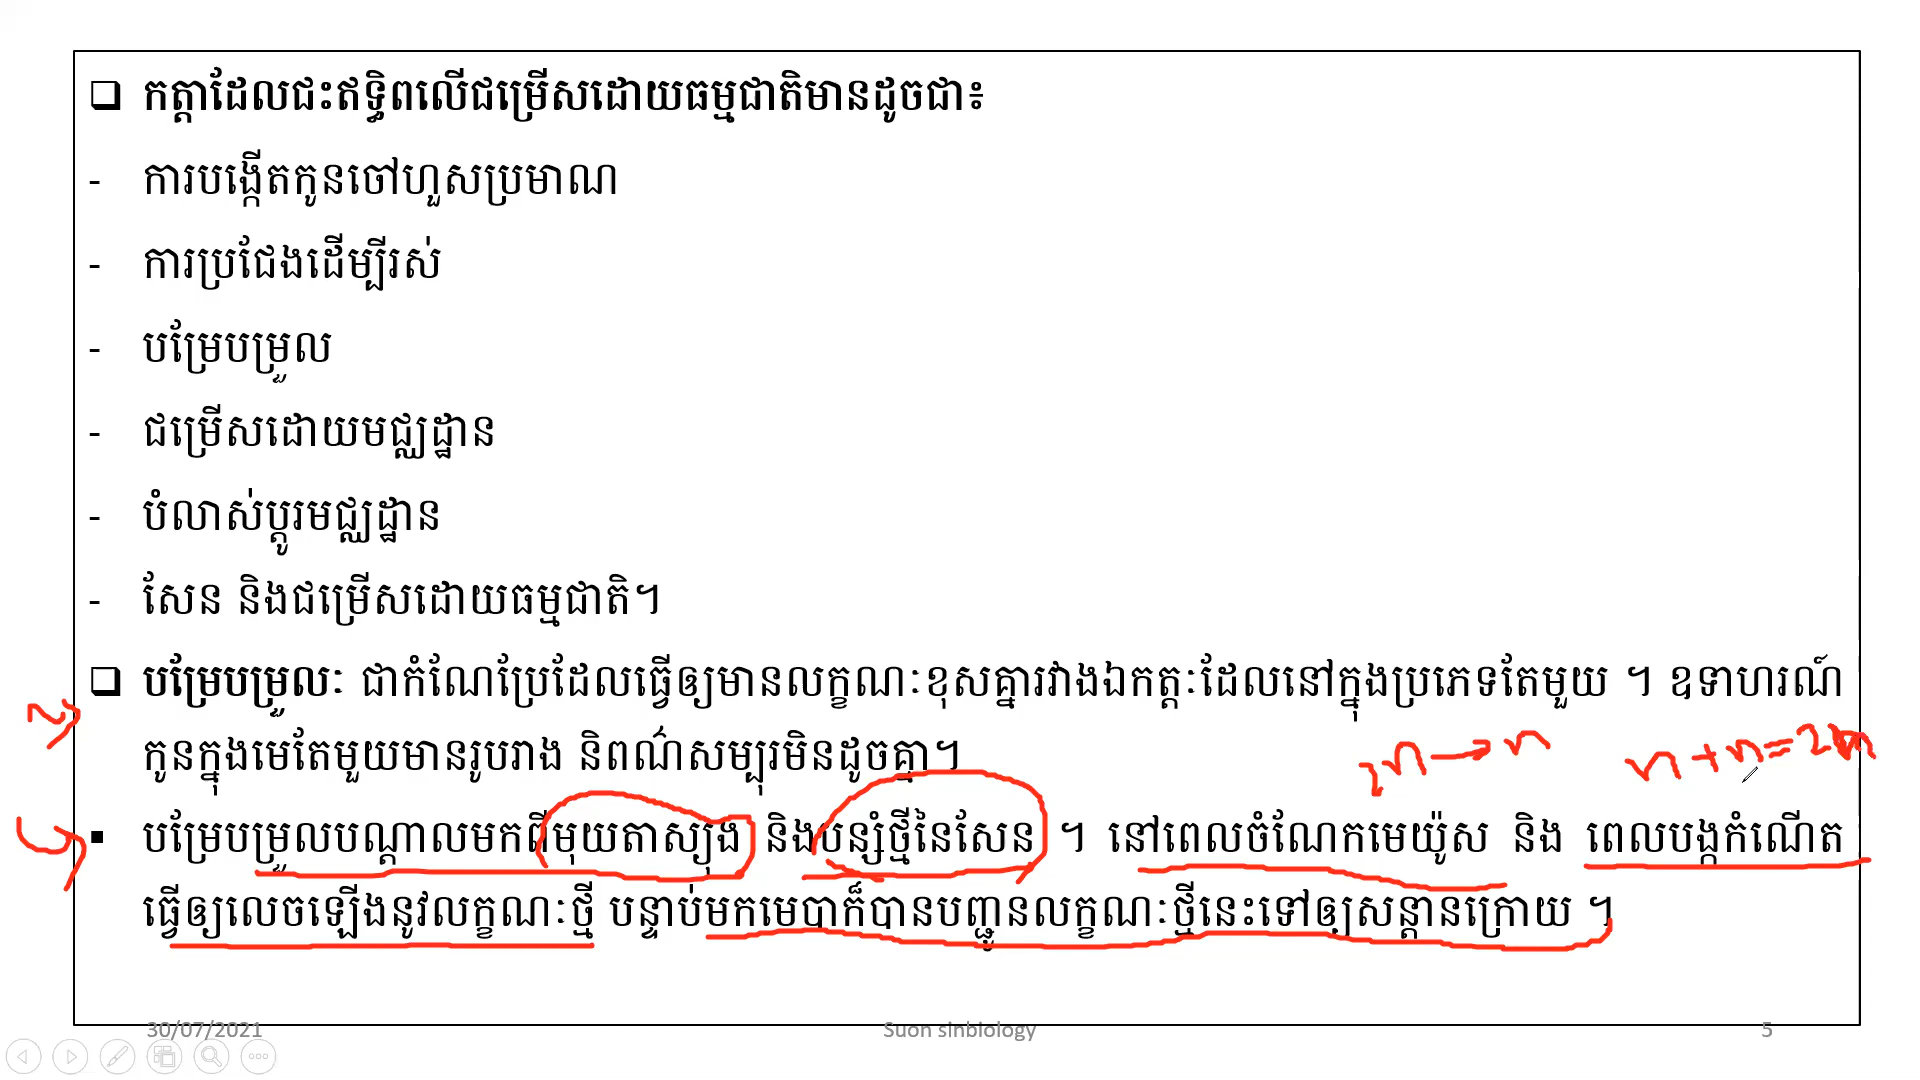 ❑ កត្តាដែលជះឥទ្ធិពលើជម្រើសដោយធម្មជាតិមានដូចជា៖
- ការបង្កើតកូនចៅហួសប្រមាណ
- ការប្រជែងដើម្បីរស់
- បម្រែបម្រួល
- ជម្រើសដោយមជ្ឈដ្ឋាន
- បំលាស់ប្តូរមជ្ឈដ្ឋាន
- សែន និងជម្រើសដោយធម្មជាតិ។
❑ បម្រែបម្រួលៈ ជាកំណែប្រែដែលធ្វើឲ្យមានលក្ខណៈខុសគ្នារវាងឯកត្តៈដែលនៅក្នុងប្រភេទតែមួយ ។ ឧទាហរណ៍
កូនក្នុងមេតែមួយមានរូបរាង និពណ៌សម្បុរមិនដូចគ្នា។
2n → n n + n = 2n
▪ បម្រែបម្រួលបណ្តាលមកពីមុយតាស្យុង និងបន្សំថ្មីនៃសែន ។ នៅពេលចំណែកមេយ៉ូស និង ពេលបង្កកំណើត
ធ្វើឲ្យលេចឡើងនូវលក្ខណៈថ្មី បន្ទាប់មកមេបាក៏បានបញ្ជូនលក្ខណៈថ្មីនេះទៅឲ្យសន្តានក្រោយ ។
30/07/2021 Suon sinbiology 5